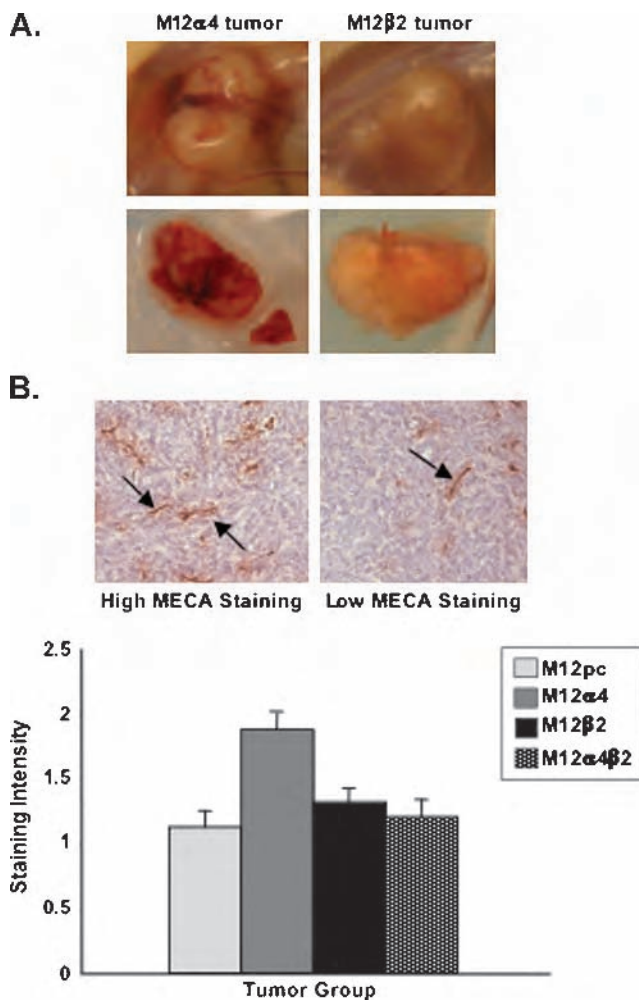 A.
M12α4 tumor
M12β2 tumor
B.
High MECA Staining
Low MECA Staining
2.5
2
1.5
1
0.5
0
Staining Intensity
Tumor Group
M12pc
M12α4
M12β2
M12α4β2